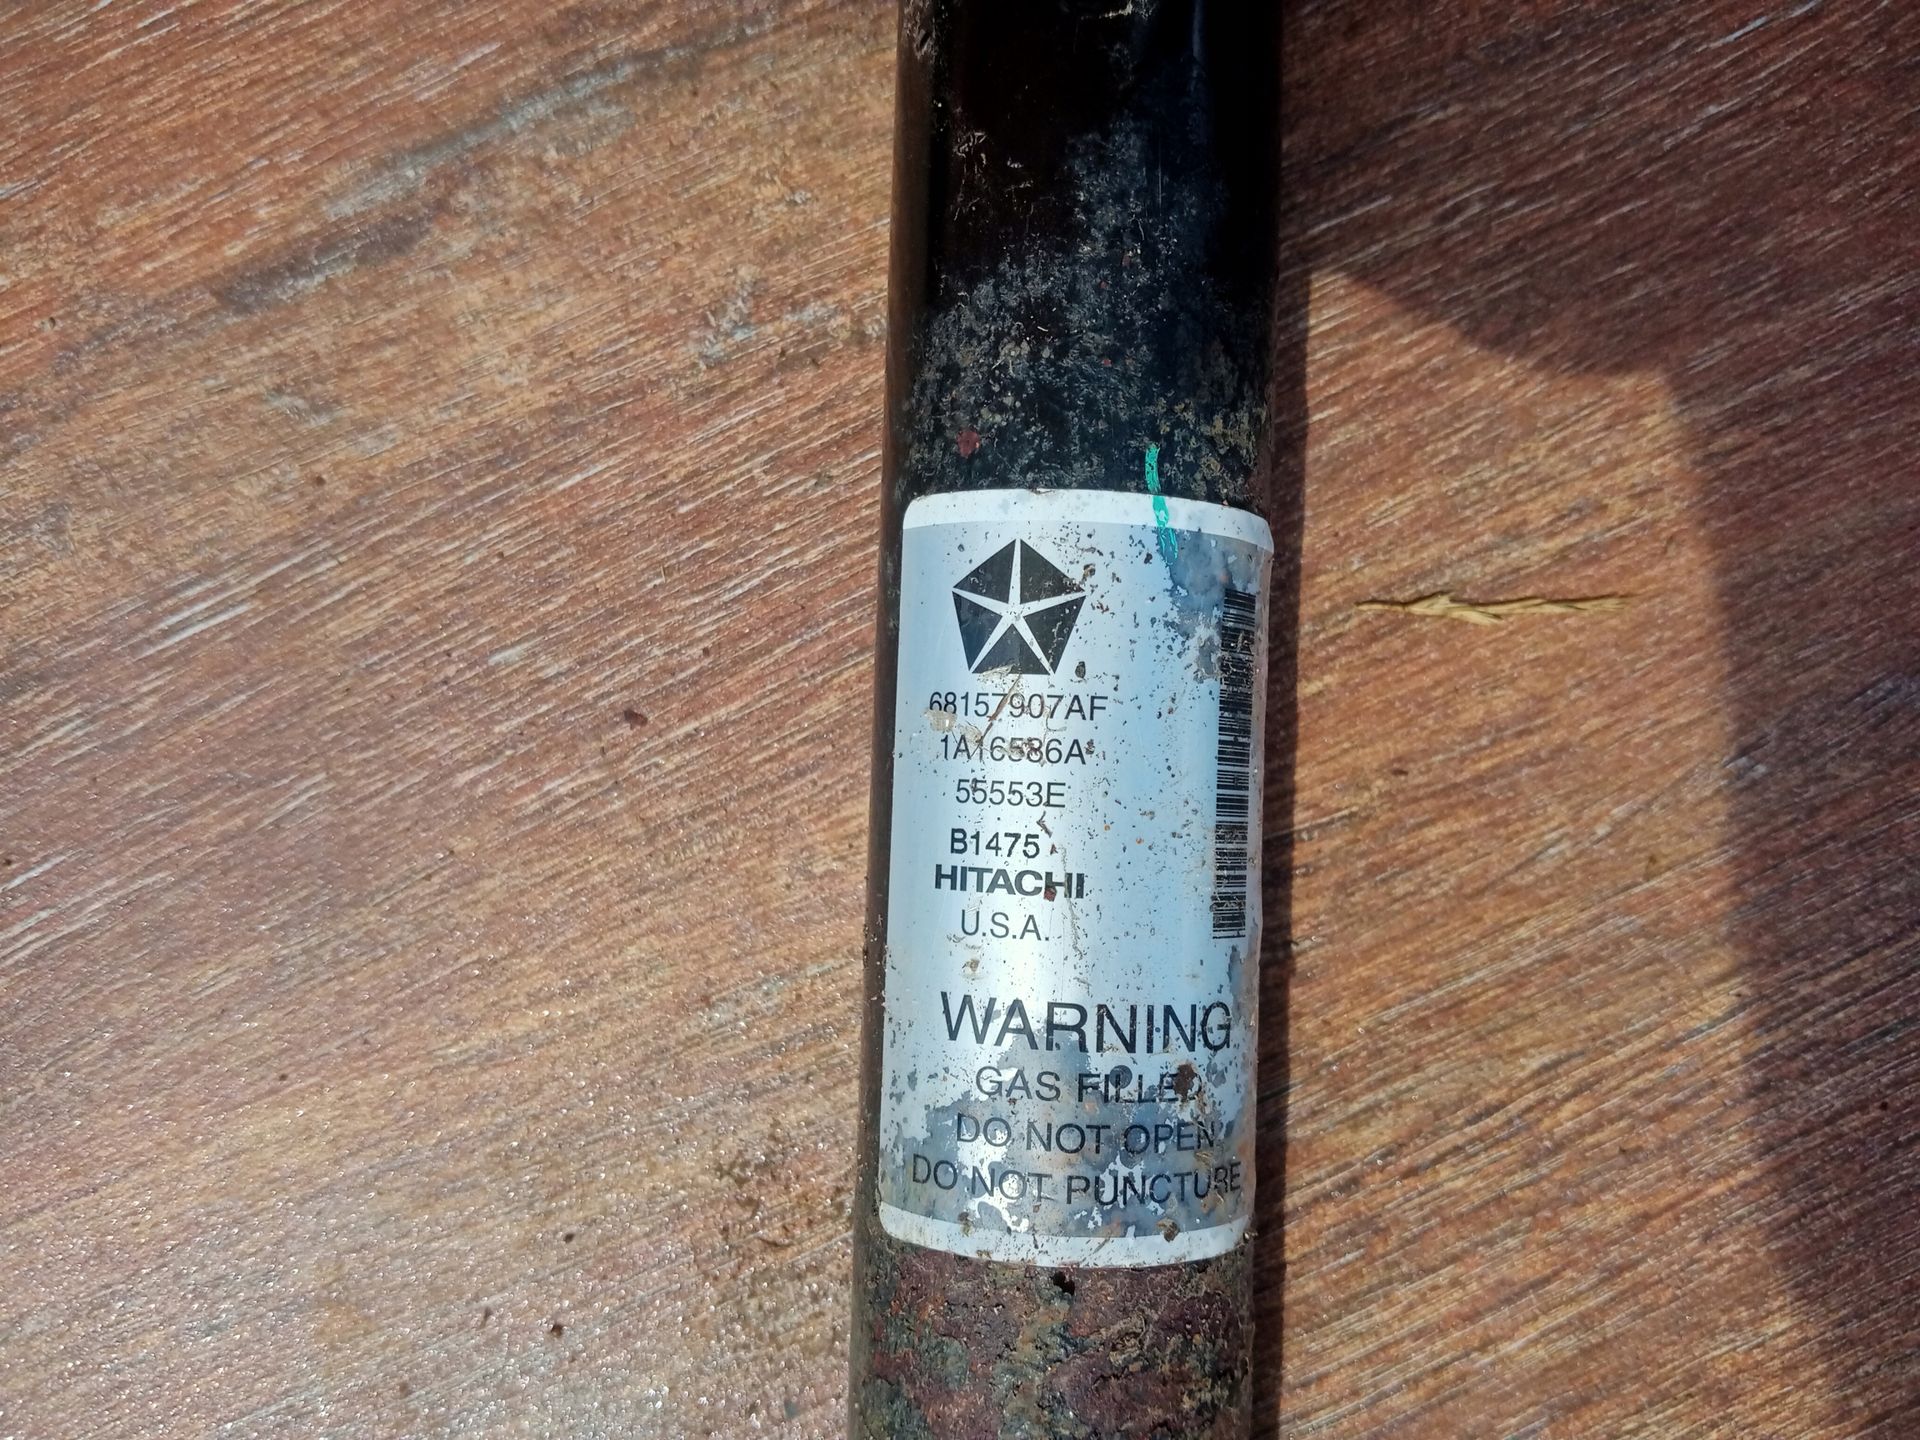 68157907AF
1A16586A
55553E
B1475
HITACHI
U.S.A.
WARNING
GAS FILLED
DO NOT OPEN
DO NOT PUNCTURE